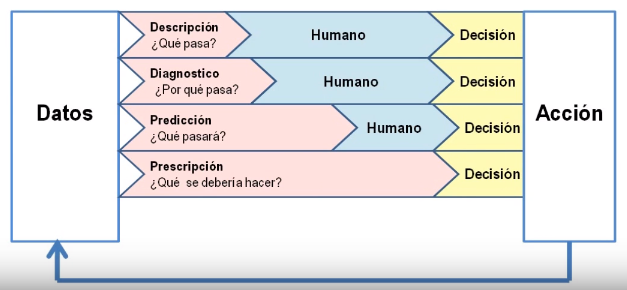 Datos
Descripción
¿Qué pasa?
Humano
Decisión
Diagnostico
¿Por qué pasa?
Humano
Decisión
Predicción
¿Qué pasará?
Humano
Decisión
Prescripción
¿Qué se debería hacer?
Decisión
Acción